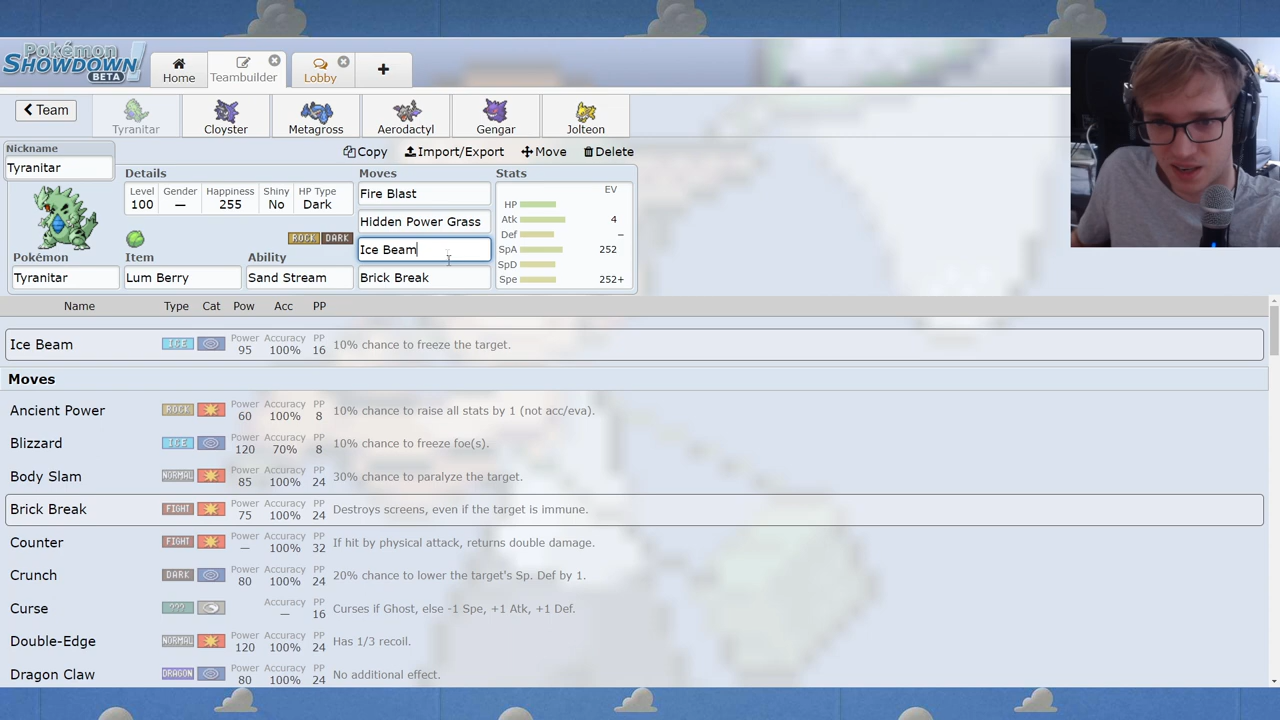 Pokémon
SHOWDOWN!
BETA
Home
Teambuilder
Lobby
Team
Tyranitar
Cloyster
Metagross
Aerodactyl
Gengar
Jolteon
Nickname
Tyranitar
Copy
Import/Export
Move
Delete
Details
Level
100
Gender
—
Happiness
255
Shiny
No
HP Type
Dark
ROCK DARK
Pokémon
Tyranitar
Item
Lum Berry
Ability
Sand Stream
Moves
Fire Blast
Hidden Power Grass
Ice Beam
Brick Break
Stats
EV
HP
Atk 4
Def –
SpA 252
SpD
Spe 252+
Name Type Cat Pow Acc PP
Ice Beam ICE Power 95 Accuracy 100% PP 16 10% chance to freeze the target.
Moves
Ancient Power ROCK Power 60 Accuracy 100% PP 8 10% chance to raise all stats by 1 (not acc/eva).
Blizzard ICE Power 120 Accuracy 70% PP 8 10% chance to freeze foe(s).
Body Slam NORMAL Power 85 Accuracy 100% PP 24 30% chance to paralyze the target.
Brick Break FIGHT Power 75 Accuracy 100% PP 24 Destroys screens, even if the target is immune.
Counter FIGHT Power — Accuracy 100% PP 32 If hit by physical attack, returns double damage.
Crunch DARK Power 80 Accuracy 100% PP 24 20% chance to lower the target's Sp. Def by 1.
Curse ??? Accuracy — PP 16 Curses if Ghost, else -1 Spe, +1 Atk, +1 Def.
Double-Edge NORMAL Power 120 Accuracy 100% PP 24 Has 1/3 recoil.
Dragon Claw DRAGON Power 80 Accuracy 100% PP 24 No additional effect.